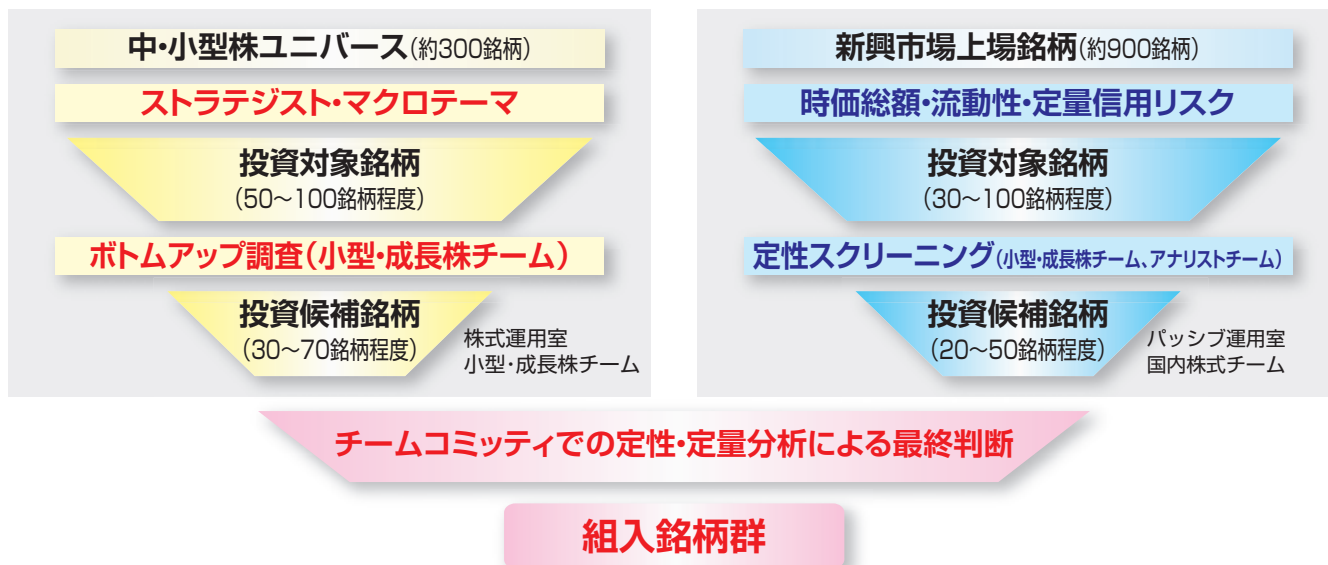 中・小型株ユニバース(約300銘柄)
ストラテジスト・マクロテーマ
投資対象銘柄
(50〜100銘柄程度)
ボトムアップ調査(小型・成長株チーム)
投資候補銘柄
(30〜70銘柄程度)
株式運用室
小型・成長株チーム
新興市場上場銘柄(約900銘柄)
時価総額・流動性・定量信用リスク
投資対象銘柄
(30〜100銘柄程度)
定性スクリーニング(小型・成長株チーム、アナリストチーム)
投資候補銘柄
(20〜50銘柄程度)
パッシブ運用室
国内株式チーム
チームコミッティでの定性・定量分析による最終判断
組入銘柄群